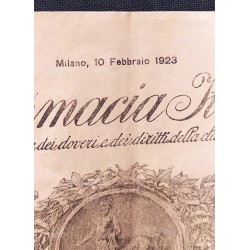 Milano, 10 Febbraio 1923
macia
dei doveri e dei diritti della